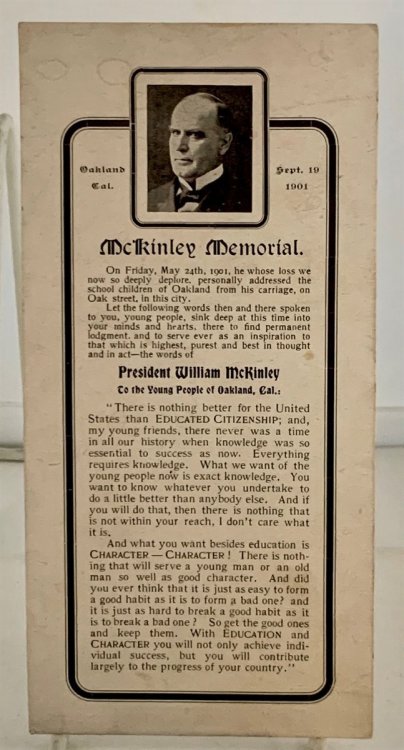 Oakland
Cal.
Sept. 19
1901
McKinley Memorial.
On Friday, May 24th, 1901, he whose loss we
now so deeply deplore, personally addressed the
school children of Oakland from his carriage, on
Oak street, in this city.
Let the following words then and there spoken
to you, young people, sink deep at this time into
your minds and hearts, there to find permanent
lodgment, and to serve ever as an inspiration to
that which is highest, purest and best in thought
and in act—the words of
President William McKinley
To the Young People of Oakland, Cal.:
"There is nothing better for the United
States than EDUCATED CITIZENSHIP; and,
my young friends, there never was a time
in all our history when knowledge was so
essential to success as now. Everything
requires knowledge. What we want of the
young people now is exact knowledge. You
want to know whatever you undertake to
do a little better than anybody else. And if
you will do that, then there is nothing that
is not within your reach, I don't care what
it is.
And what you want besides education is
CHARACTER — CHARACTER! There is noth-
ing that will serve a young man or an old
man so well as good character. And did
you ever think that it is just as easy to form
a good habit as it is to form a bad one? and
it is just as hard to break a good habit as it
is to break a bad one? So get the good ones
and keep them. With EDUCATION and
CHARACTER you will not only achieve indi-
vidual success, but you will contribute
largely to the progress of your country."